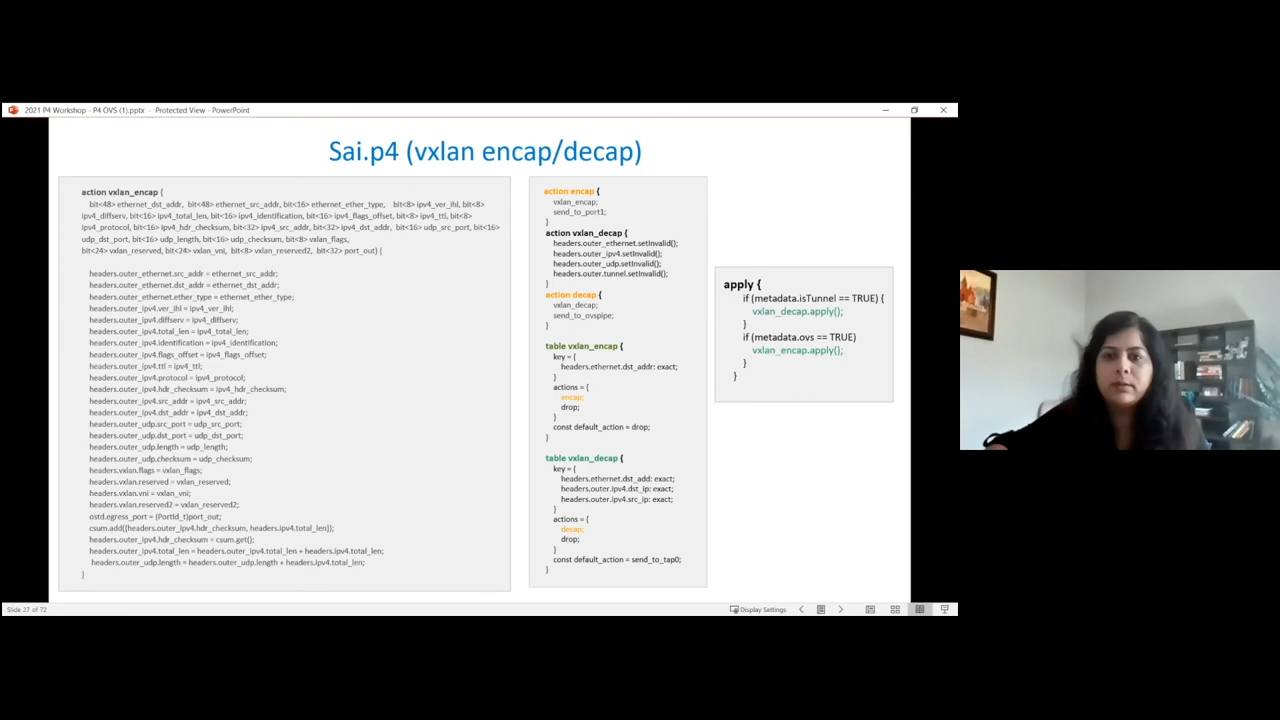 2021 P4 Workshop - P4 OVS (1).pptx - Protected View - PowerPoint
Sai.p4 (vxlan encap/decap)
action vxlan_encap {
bit<48> ethernet_dst_addr, bit<48> ethernet_src_addr, bit<16> ethernet_ether_type, bit<8> ipv4_ver_ihl, bit<8>
ipv4_diffserv, bit<16> ipv4_total_len, bit<16> ipv4_identification, bit<16> ipv4_flags_offset, bit<8> ipv4_ttl, bit<8>
ipv4_protocol, bit<16> ipv4_hdr_checksum, bit<32> ipv4_src_addr, bit<32> ipv4_dst_addr, bit<16> udp_src_port, bit<16>
udp_dst_port, bit<16> udp_length, bit<16> udp_checksum, bit<8> vxlan_flags,
bit<24> vxlan_reserved, bit<24> vxlan_vni, bit<8> vxlan_reserved2, bit<32> port_out) {
headers.outer_ethernet.src_addr = ethernet_src_addr;
headers.outer_ethernet.dst_addr = ethernet_dst_addr;
headers.outer_ethernet.ether_type = ethernet_ether_type;
headers.outer_ipv4.ver_ihl = ipv4_ver_ihl;
headers.outer_ipv4.diffserv = ipv4_diffserv;
headers.outer_ipv4.total_len = ipv4_total_len;
headers.outer_ipv4.identification = ipv4_identification;
headers.outer_ipv4.flags_offset = ipv4_flags_offset;
headers.outer_ipv4.ttl = ipv4_ttl;
headers.outer_ipv4.protocol = ipv4_protocol;
headers.outer_ipv4.hdr_checksum = ipv4_hdr_checksum;
headers.outer_ipv4.src_addr = ipv4_src_addr;
headers.outer_ipv4.dst_addr = ipv4_dst_addr;
headers.outer_udp.src_port = udp_src_port;
headers.outer_udp.dst_port = udp_dst_port;
headers.outer_udp.length = udp_length;
headers.outer_udp.checksum = udp_checksum;
headers.vxlan.flags = vxlan_flags;
headers.vxlan.reserved = vxlan_reserved;
headers.vxlan.vni = vxlan_vni;
headers.vxlan.reserved2 = vxlan_reserved2;
ostd.egress_port = (PortId_t)port_out;
csum.add({headers.outer_ipv4.hdr_checksum, headers.ipv4.total_len});
headers.outer_ipv4.hdr_checksum = csum.get();
headers.outer_ipv4.total_len = headers.outer_ipv4.total_len + headers.ipv4.total_len;
headers.outer_udp.length = headers.outer_udp.length + headers.ipv4.total_len;
}
action encap {
vxlan_encap;
send_to_port1;
}
action vxlan_decap {
headers.outer_ethernet.setInvalid();
headers.outer_ipv4.setInvalid();
headers.outer_udp.setInvalid();
headers.outer.tunnel.setInvalid();
}
action decap {
vxlan_decap;
send_to_ovspipe;
}
table vxlan_encap {
key = {
headers.ethernet.dst_addr: exact;
}
actions = {
encap;
drop;
}
const default_action = drop;
}
table vxlan_decap {
key = {
headers.ethernet.dst_add: exact;
headers.outer.ipv4.dst_ip: exact;
headers.outer.ipv4.src_ip: exact;
}
actions = {
decap;
drop;
}
const default_action = send_to_tap0;
}
apply {
if (metadata.isTunnel == TRUE) {
vxlan_decap.apply();
}
if (metadata.ovs == TRUE)
vxlan_encap.apply();
}
}
Slide 27 of 72
Display Settings